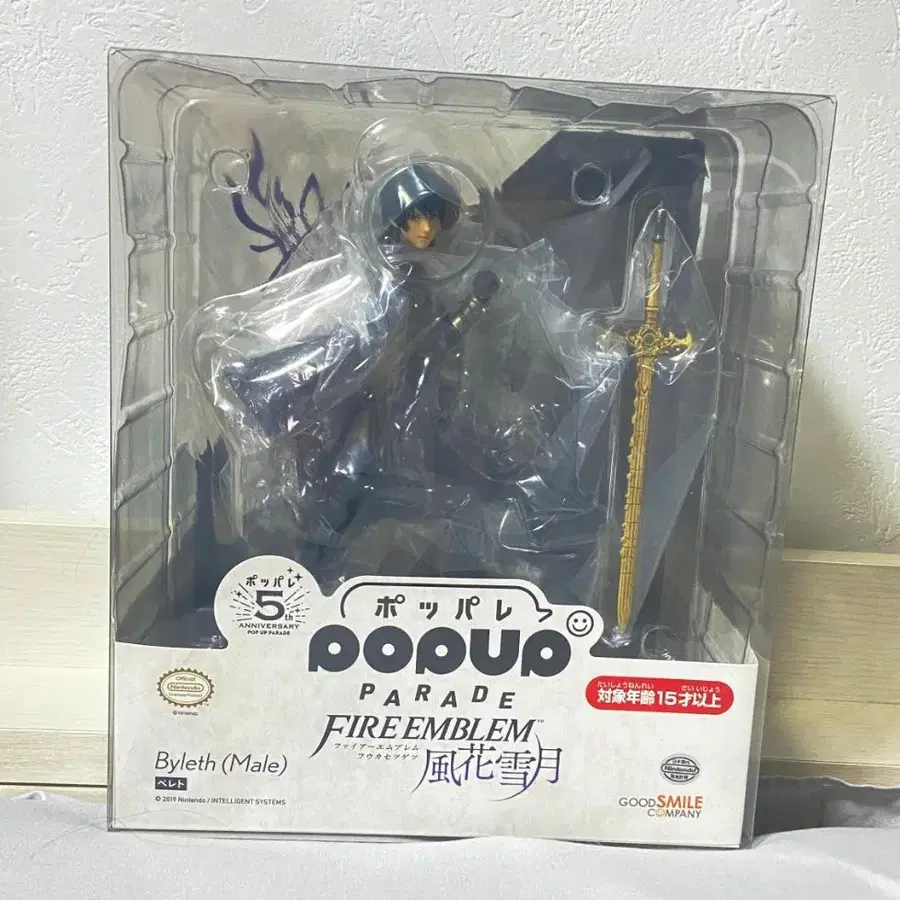 ポッパレ
5th
ANNIVERSARY
POP UP PARADE
ポッパレ
POPUP
PARADE
FIRE EMBLEM™
ファイアーエムブレム
フウカセツゲツ
風花雪月
たいしょうねんれい さい いじょう
対象年齢15才以上
Official
Nintendo
© Nintendo
Byleth (Male)
ベレト
© 2019 Nintendo / INTELLIGENT SYSTEMS
Nintendo
GOOD SMILE
COMPANY